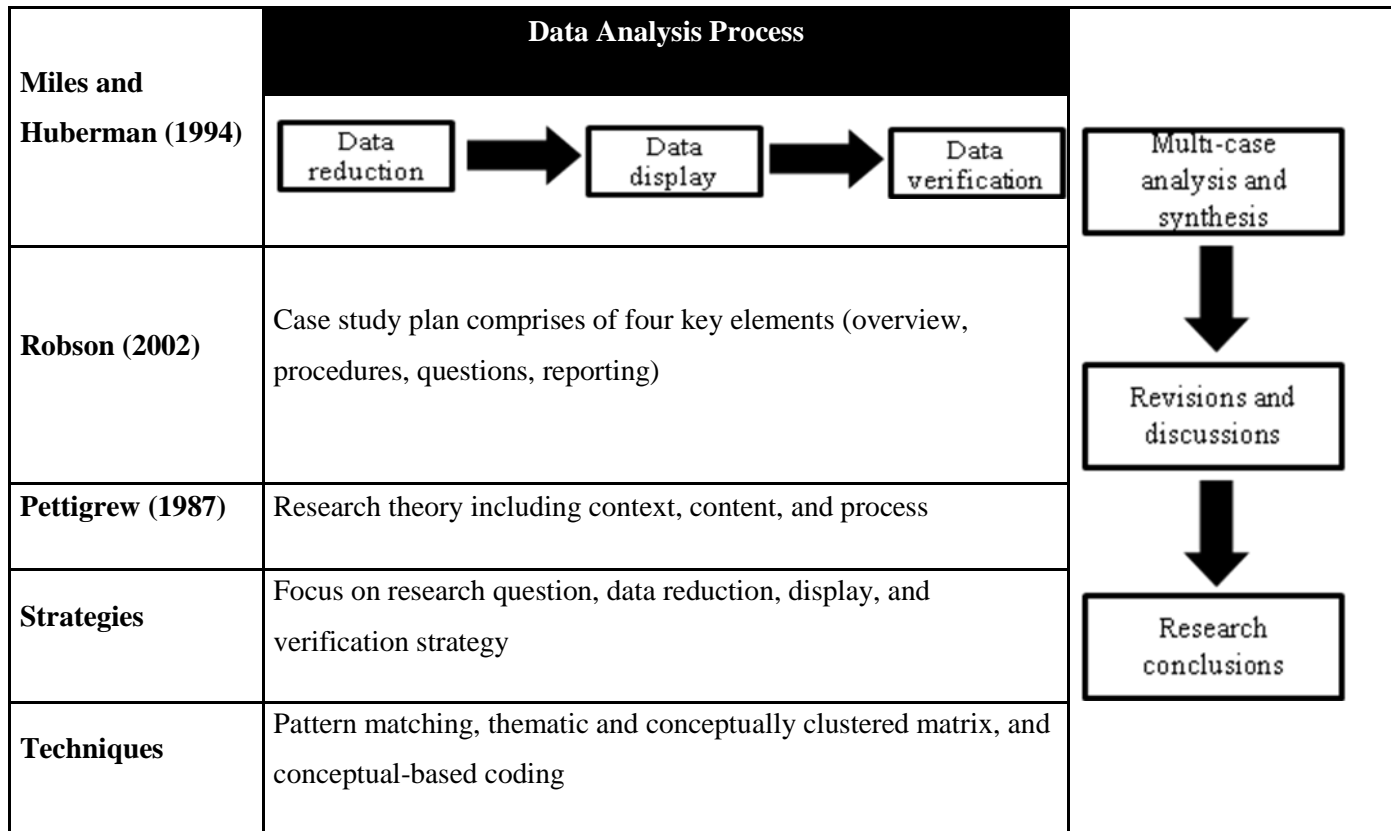 Data Analysis Process
Miles and
Huberman (1994)
Data
reduction
Data
display
Data
verification
Robson (2002)
Case study plan comprises of four key elements (overview,
procedures, questions, reporting)
Pettigrew (1987)
Research theory including context, content, and process
Strategies
Focus on research question, data reduction, display, and
verification strategy
Techniques
Pattern matching, thematic and conceptually clustered matrix, and
conceptual-based coding
Multi-case
analysis and
synthesis
Revisions and
discussions
Research
conclusions